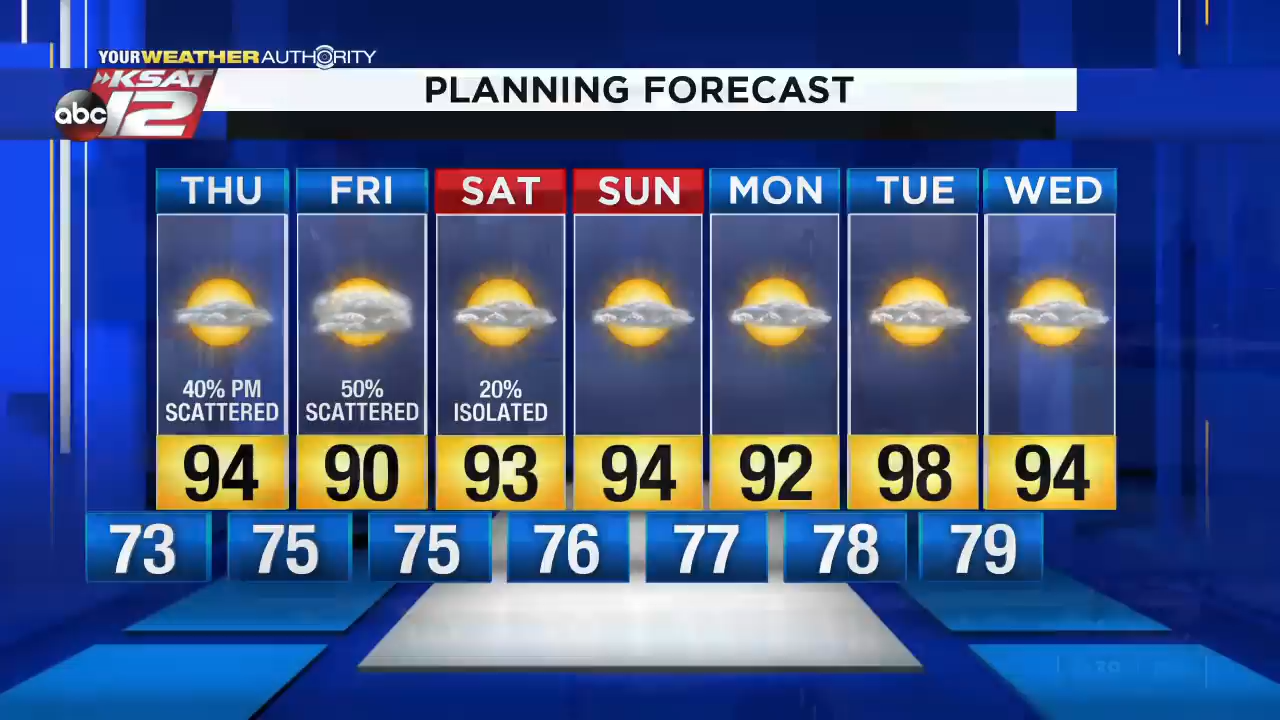 YOURWEATHERAUTHORITY
KSAT
abc 12
PLANNING FORECAST
THU FRI SAT SUN MON TUE WED
40% PM 50% 20%
SCATTERED SCATTERED ISOLATED
94 90 93 94 92 98 94
73 75 75 76 77 78 79